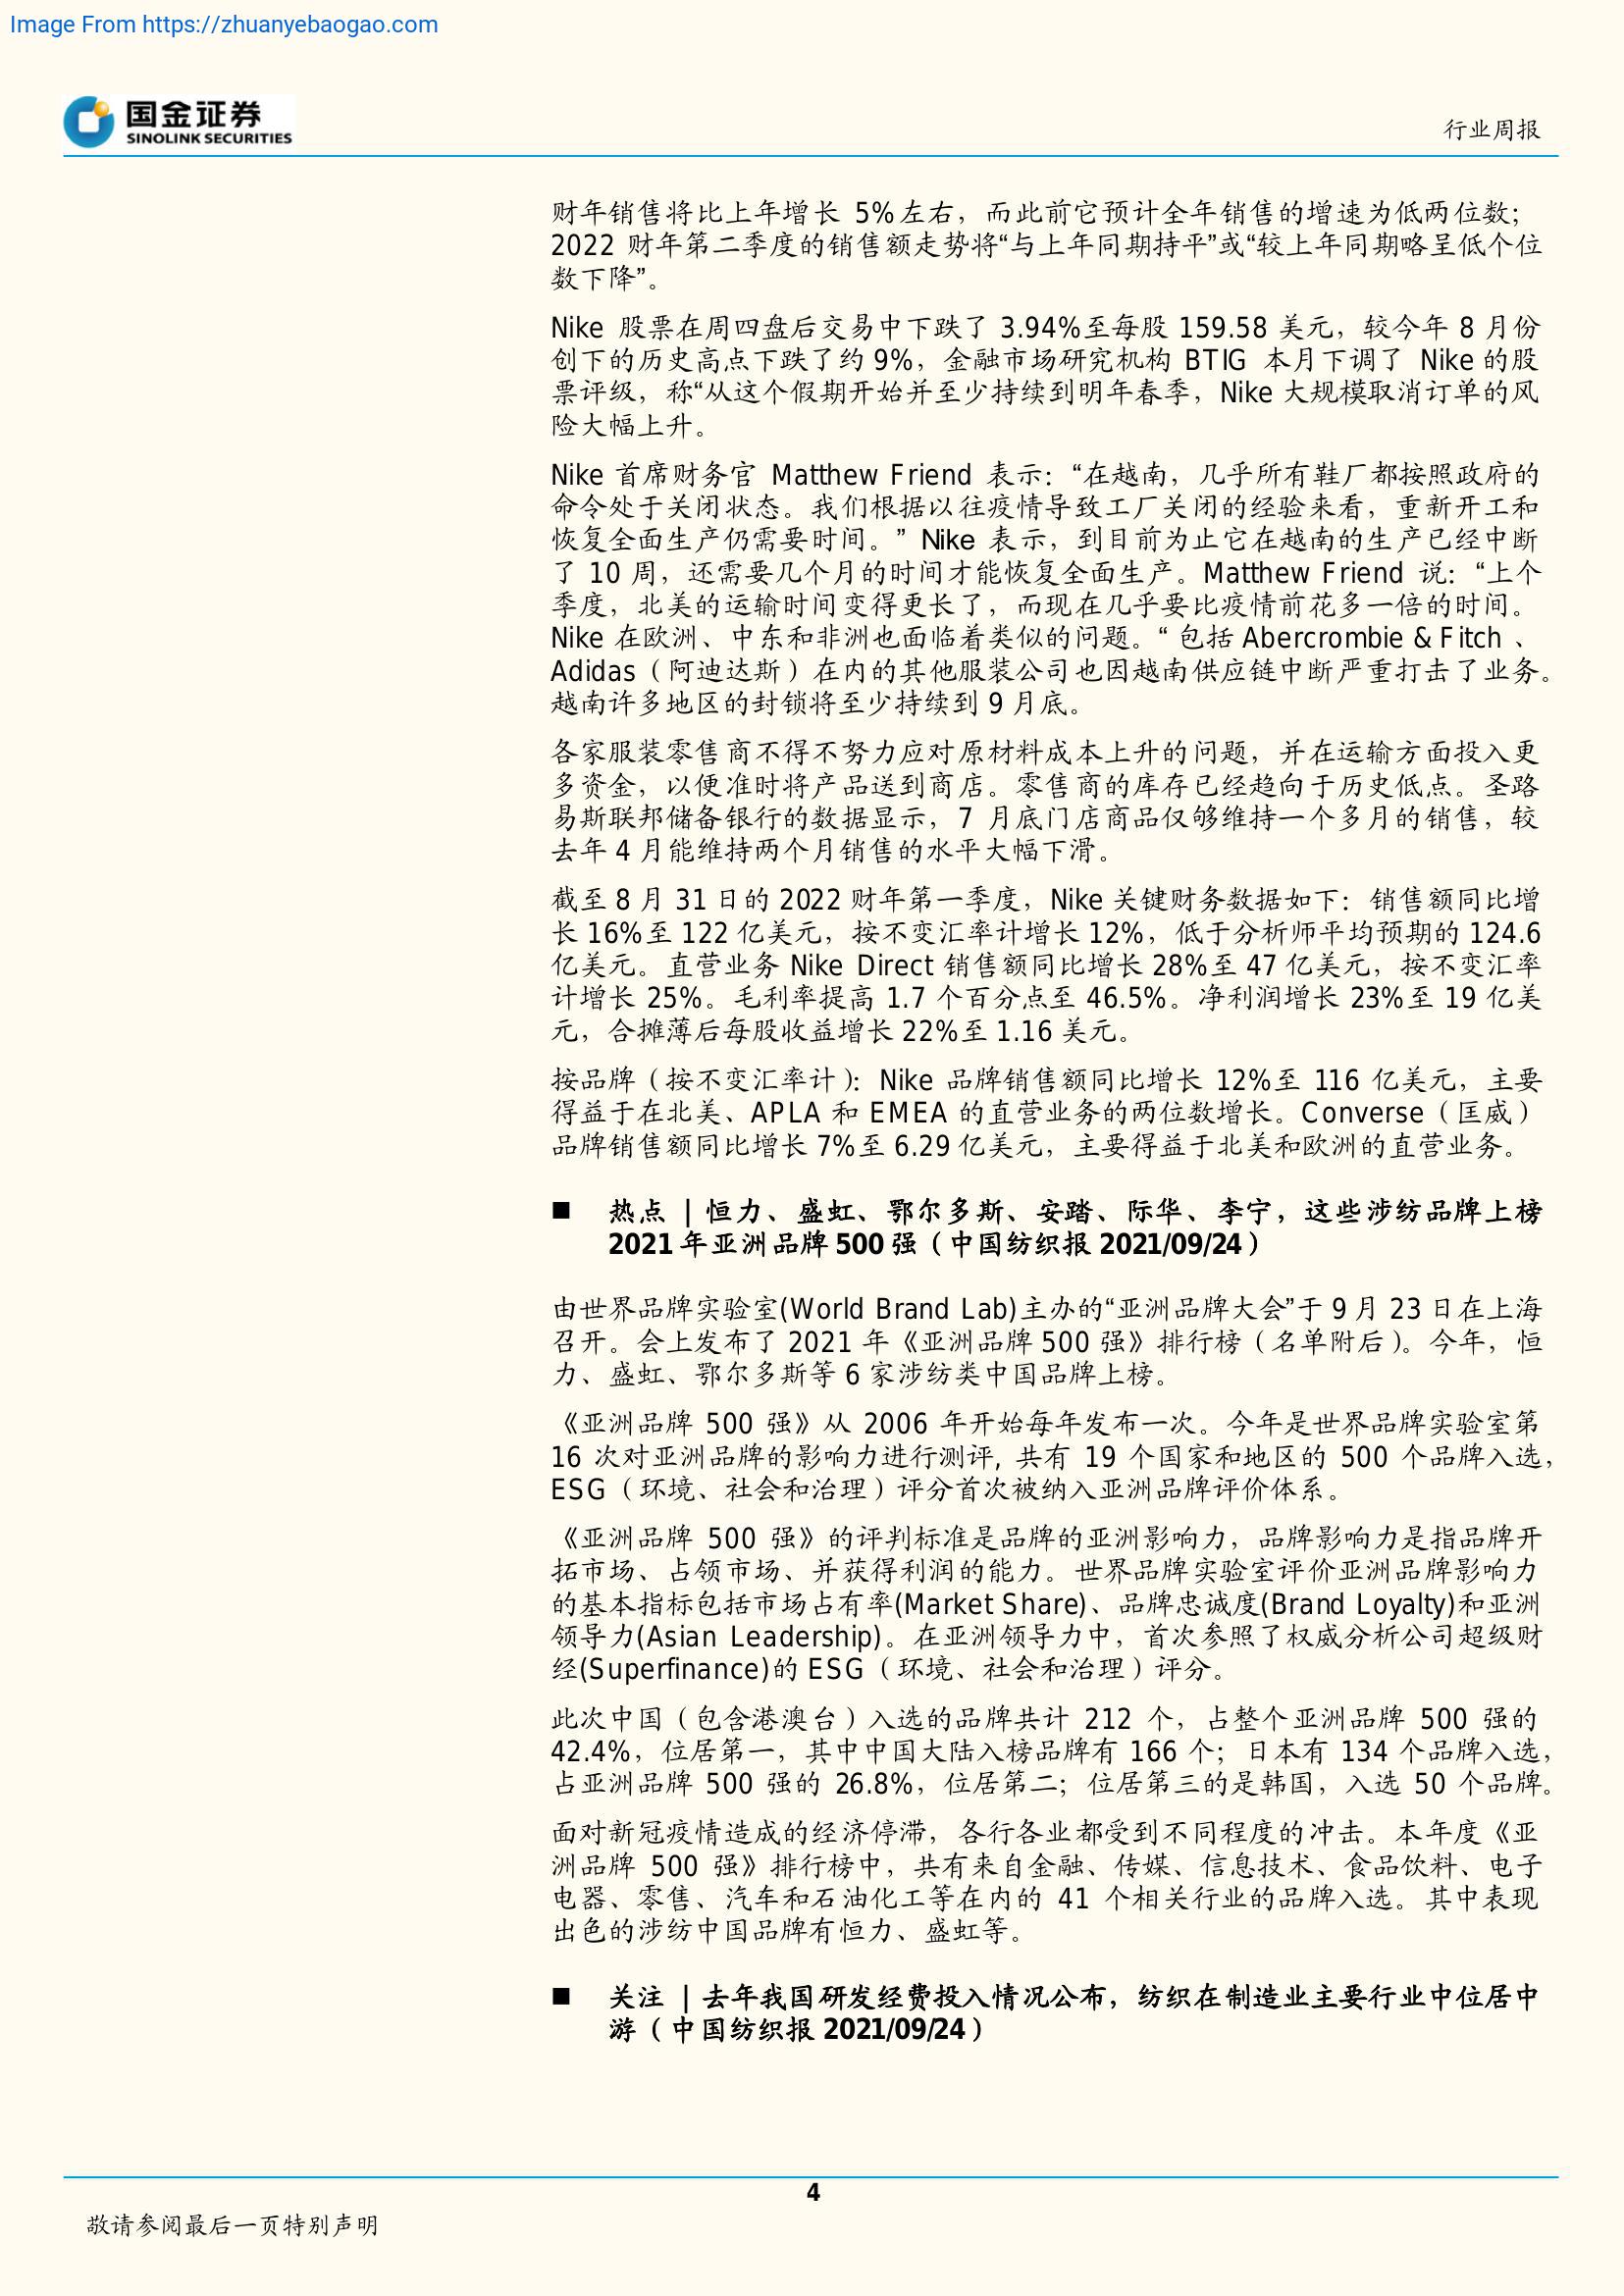 Image From https://zhuanyebaogao.com
国金证券
SINOLINK SECURITIES
行业周报
财年销售将比上年增长 5%左右，而此前它预计全年销售的增速为低两位数；
2022 财年第二季度的销售额走势将“与上年同期持平”或“较上年同期略呈低个位
数下降”。
Nike 股票在周四盘后交易中下跌了 3.94%至每股 159.58 美元，较今年 8 月份
创下的历史高点下跌了约 9%，金融市场研究机构 BTIG 本月下调了 Nike 的股
票评级，称“从这个假期开始并至少持续到明年春季，Nike 大规模取消订单的风
险大幅上升。
Nike 首席财务官 Matthew Friend 表示：“在越南，几乎所有鞋厂都按照政府的
命令处于关闭状态。我们根据以往疫情导致工厂关闭的经验来看，重新开工和
恢复全面生产仍需要时间。” Nike 表示，到目前为止它在越南的生产已经中断
了 10 周，还需要几个月的时间才能恢复全面生产。Matthew Friend 说：“上个
季度，北美的运输时间变得更长了，而现在几乎要比疫情前花多一倍的时间。
Nike 在欧洲、中东和非洲也面临着类似的问题。“ 包括 Abercrombie & Fitch 、
Adidas（阿迪达斯）在内的其他服装公司也因越南供应链中断严重打击了业务。
越南许多地区的封锁将至少持续到 9 月底。
各家服装零售商不得不努力应对原材料成本上升的问题，并在运输方面投入更
多资金，以便准时将产品送到商店。零售商的库存已经趋向于历史低点。圣路
易斯联邦储备银行的数据显示，7 月底门店商品仅够维持一个多月的销售，较
去年 4 月能维持两个月销售的水平大幅下滑。
截至 8 月 31 日的 2022 财年第一季度，Nike 关键财务数据如下：销售额同比增
长 16%至 122 亿美元，按不变汇率计增长 12%，低于分析师平均预期的 124.6
亿美元。直营业务 Nike Direct 销售额同比增长 28%至 47 亿美元，按不变汇率
计增长 25%。毛利率提高 1.7 个百分点至 46.5%。净利润增长 23%至 19 亿美
元，合摊薄后每股收益增长 22%至 1.16 美元。
按品牌（按不变汇率计）：Nike 品牌销售额同比增长 12%至 116 亿美元，主要
得益于在北美、APLA 和 EMEA 的直营业务的两位数增长。Converse（匡威）
品牌销售额同比增长 7%至 6.29 亿美元，主要得益于北美和欧洲的直营业务。
■ 热点 | 恒力、盛虹、鄂尔多斯、安踏、际华、李宁，这些涉纺品牌上榜
2021 年亚洲品牌 500 强（中国纺织报 2021/09/24）
由世界品牌实验室(World Brand Lab)主办的“亚洲品牌大会”于 9 月 23 日在上海
召开。会上发布了 2021 年《亚洲品牌 500 强》排行榜（名单附后）。今年，恒
力、盛虹、鄂尔多斯等 6 家涉纺类中国品牌上榜。
《亚洲品牌 500 强》从 2006 年开始每年发布一次。今年是世界品牌实验室第
16 次对亚洲品牌的影响力进行测评, 共有 19 个国家和地区的 500 个品牌入选，
ESG（环境、社会和治理）评分首次被纳入亚洲品牌评价体系。
《亚洲品牌 500 强》的评判标准是品牌的亚洲影响力，品牌影响力是指品牌开
拓市场、占领市场、并获得利润的能力。世界品牌实验室评价亚洲品牌影响力
的基本指标包括市场占有率(Market Share)、品牌忠诚度(Brand Loyalty)和亚洲
领导力(Asian Leadership)。在亚洲领导力中，首次参照了权威分析公司超级财
经(Superfinance)的 ESG（环境、社会和治理）评分。
此次中国（包含港澳台）入选的品牌共计 212 个，占整个亚洲品牌 500 强的
42.4%，位居第一，其中中国大陆入榜品牌有 166 个；日本有 134 个品牌入选，
占亚洲品牌 500 强的 26.8%，位居第二；位居第三的是韩国，入选 50 个品牌。
面对新冠疫情造成的经济停滞，各行各业都受到不同程度的冲击。本年度《亚
洲品牌 500 强》排行榜中，共有来自金融、传媒、信息技术、食品饮料、电子
电器、零售、汽车和石油化工等在内的 41 个相关行业的品牌入选。其中表现
出色的涉纺中国品牌有恒力、盛虹等。
■ 关注 | 去年我国研发经费投入情况公布，纺织在制造业主要行业中位居中
游（中国纺织报 2021/09/24）
4
敬请参阅最后一页特别声明